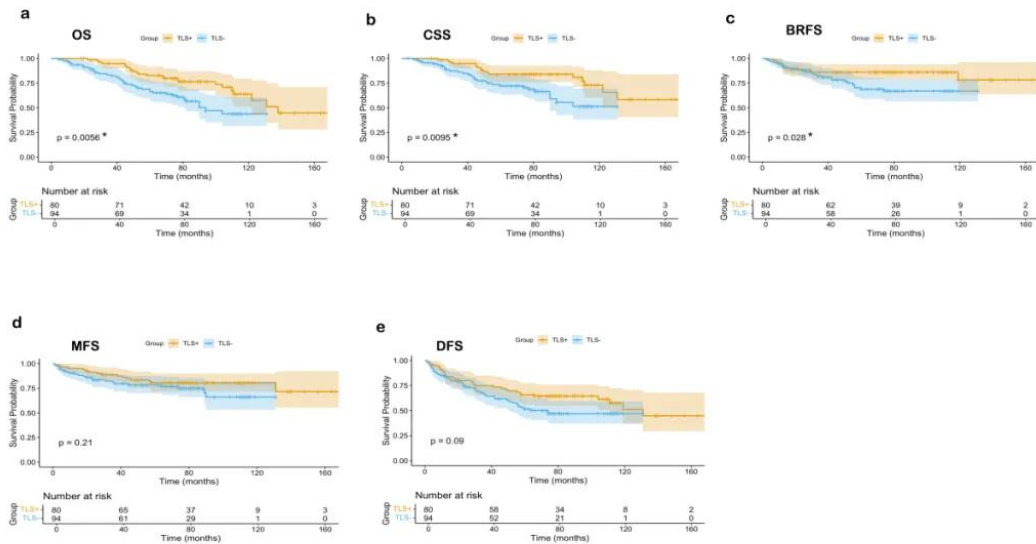 a
OS
Group TLS+ TLS-
Survival Probability
1.00
0.75
0.50
0.25
0.00
p = 0.0056 *
0 40 80 120 160
Time (months)
Number at risk
Group
TLS+ 80 71 42 10 3
TLS- 94 69 34 1 0
0 40 80 120 160
Time (months)
b
CSS
Group TLS+ TLS-
Survival Probability
1.00
0.75
0.50
0.25
0.00
p = 0.0095 *
0 40 80 120 160
Time (months)
Number at risk
Group
TLS+ 80 71 42 10 3
TLS- 94 69 34 1 0
0 40 80 120 160
Time (months)
c
BRFS
Group TLS+ TLS-
Survival Probability
1.00
0.75
0.50
0.25
0.00
p = 0.028 *
0 40 80 120 160
Time (months)
Number at risk
Group
TLS+ 80 62 39 9 2
TLS- 94 58 26 1 0
0 40 80 120 160
Time (months)
d
MFS
Group TLS+ TLS-
Survival Probability
1.00
0.75
0.50
0.25
0.00
p = 0.21
0 40 80 120 160
Time (months)
Number at risk
Group
TLS+ 80 65 37 9 3
TLS- 94 61 29 1 0
0 40 80 120 160
Time (months)
e
DFS
Group TLS+ TLS-
Survival Probability
1.00
0.75
0.50
0.25
0.00
p = 0.09
0 40 80 120 160
Time (months)
Number at risk
Group
TLS+ 80 58 34 8 2
TLS- 94 52 21 1 0
0 40 80 120 160
Time (months)